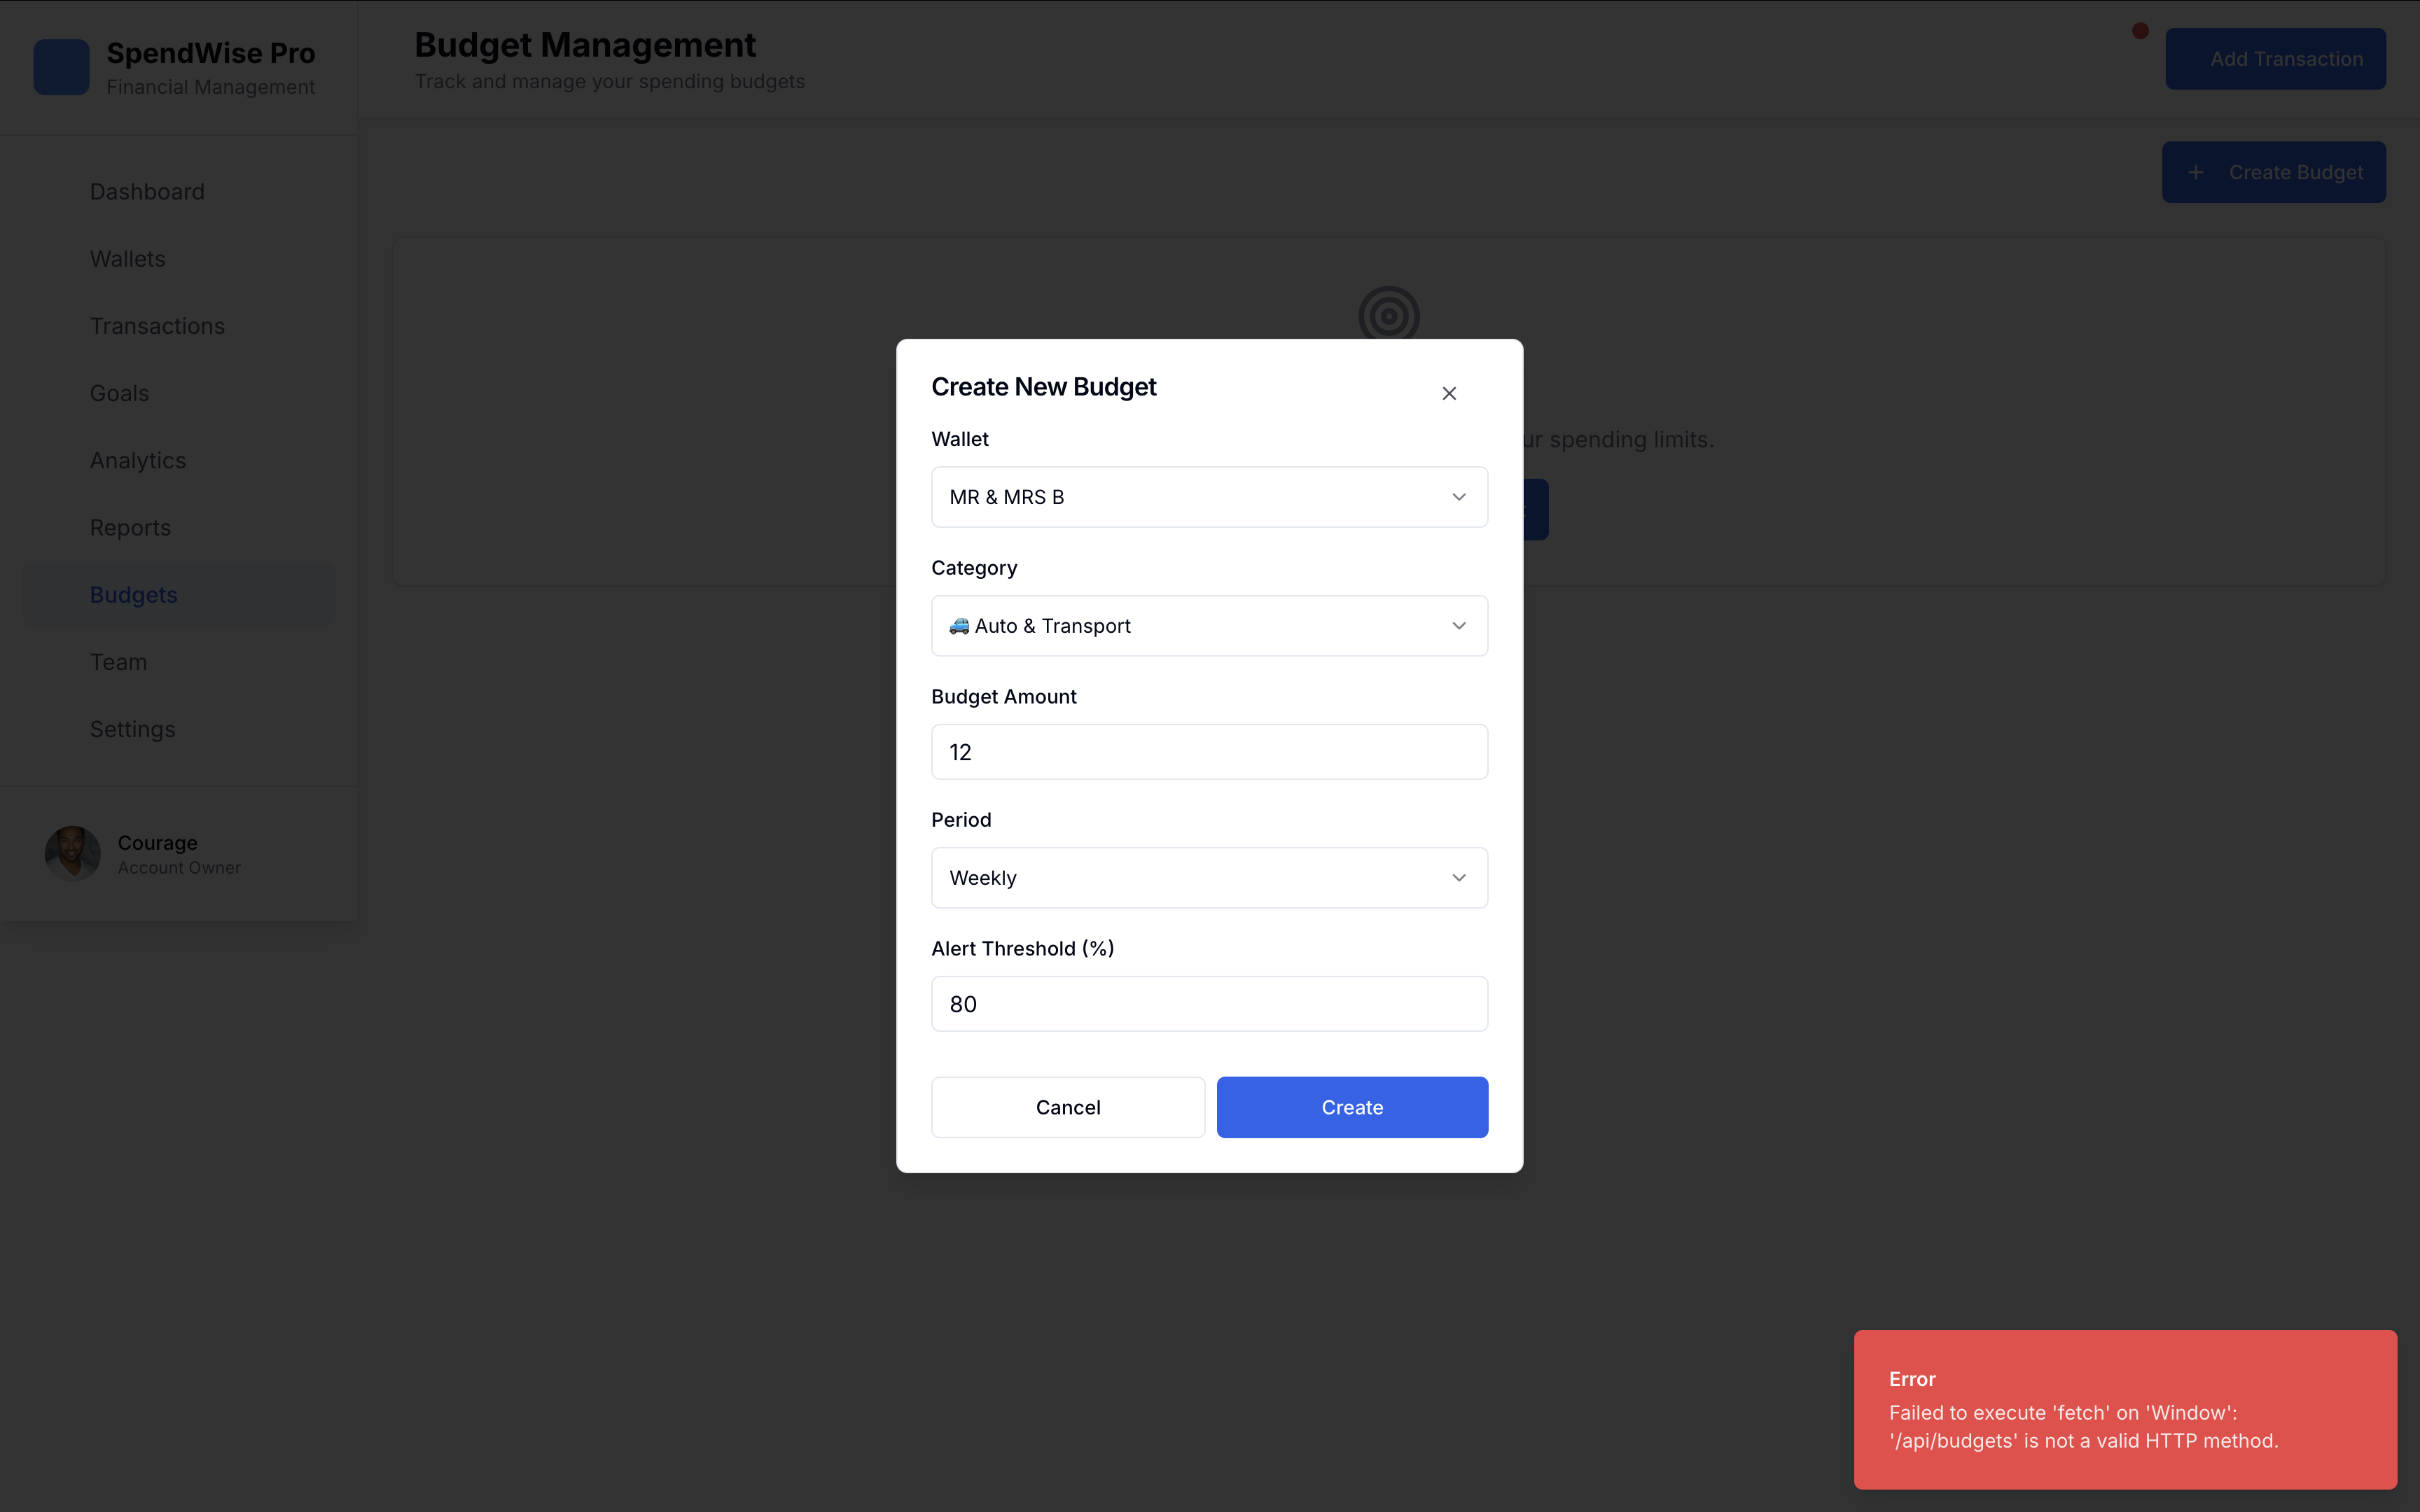 SpendWise Pro
Financial Management
Budget Management
Track and manage your spending budgets
Add Transaction
Create Budget
Dashboard
Wallets
Transactions
Goals
Analytics
Reports
Budgets
Team
Settings
Courage
Account Owner
ur spending limits.
Create New Budget
Wallet
MR & MRS B
Category
Auto & Transport
Budget Amount
12
Period
Weekly
Alert Threshold (%)
80
Cancel
Create
Error
Failed to execute 'fetch' on 'Window':
'/api/budgets' is not a valid HTTP method.